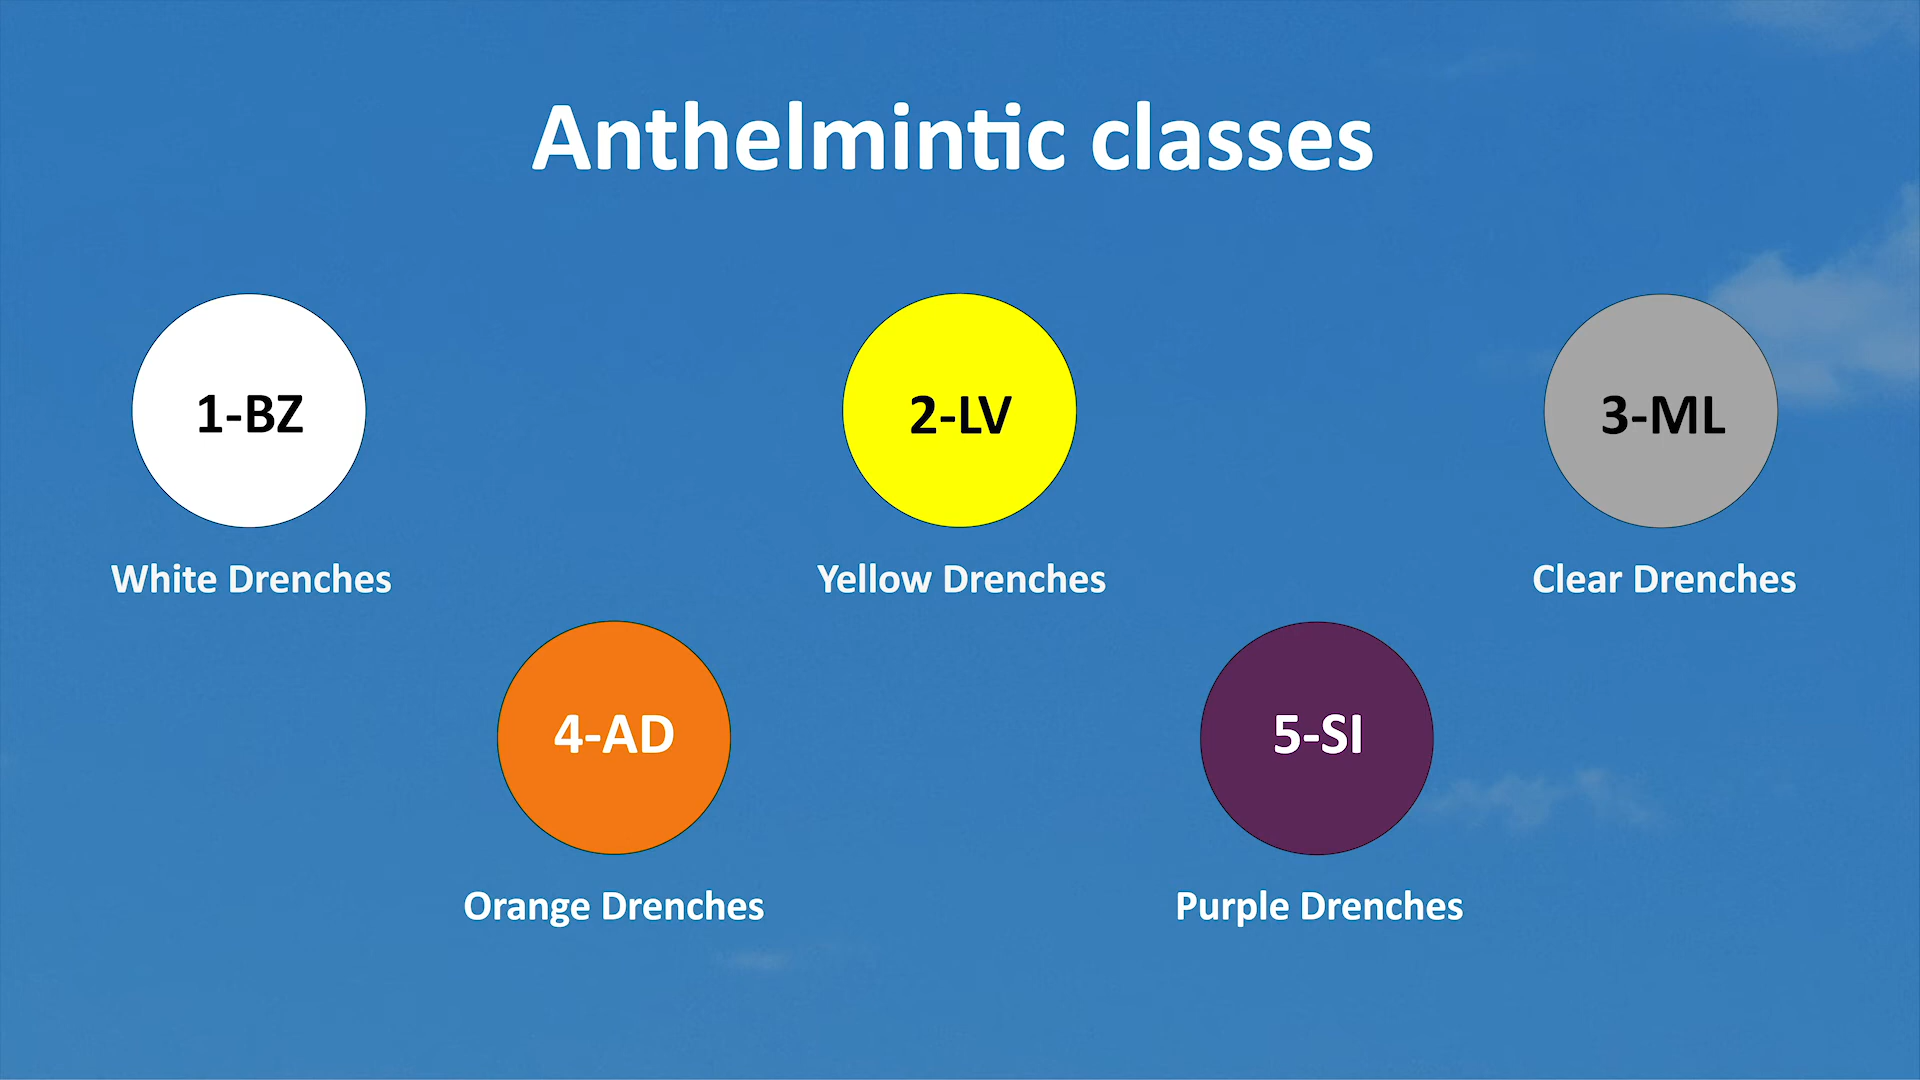 Anthelmintic classes
1-BZ
2-LV
3-ML
White Drenches
Yellow Drenches
Clear Drenches
4-AD
5-SI
Orange Drenches
Purple Drenches